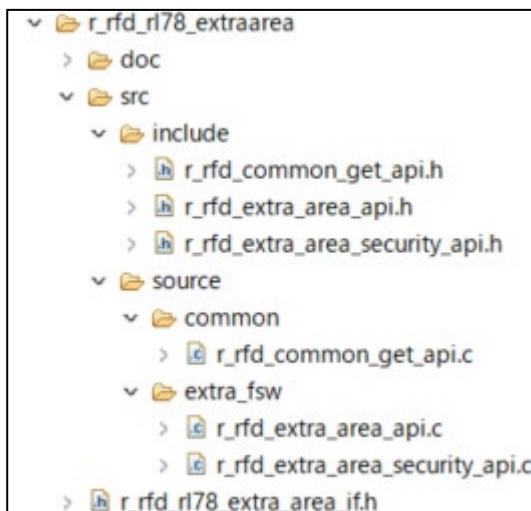 r_rfd_rl78_extraarea
doc
src
include
r_rfd_common_get_api.h
r_rfd_extra_area_api.h
r_rfd_extra_area_security_api.h
source
common
r_rfd_common_get_api.c
extra_fsw
r_rfd_extra_area_api.c
r_rfd_extra_area_security_api.c
r_rfd_rl78_extra_area_if.h